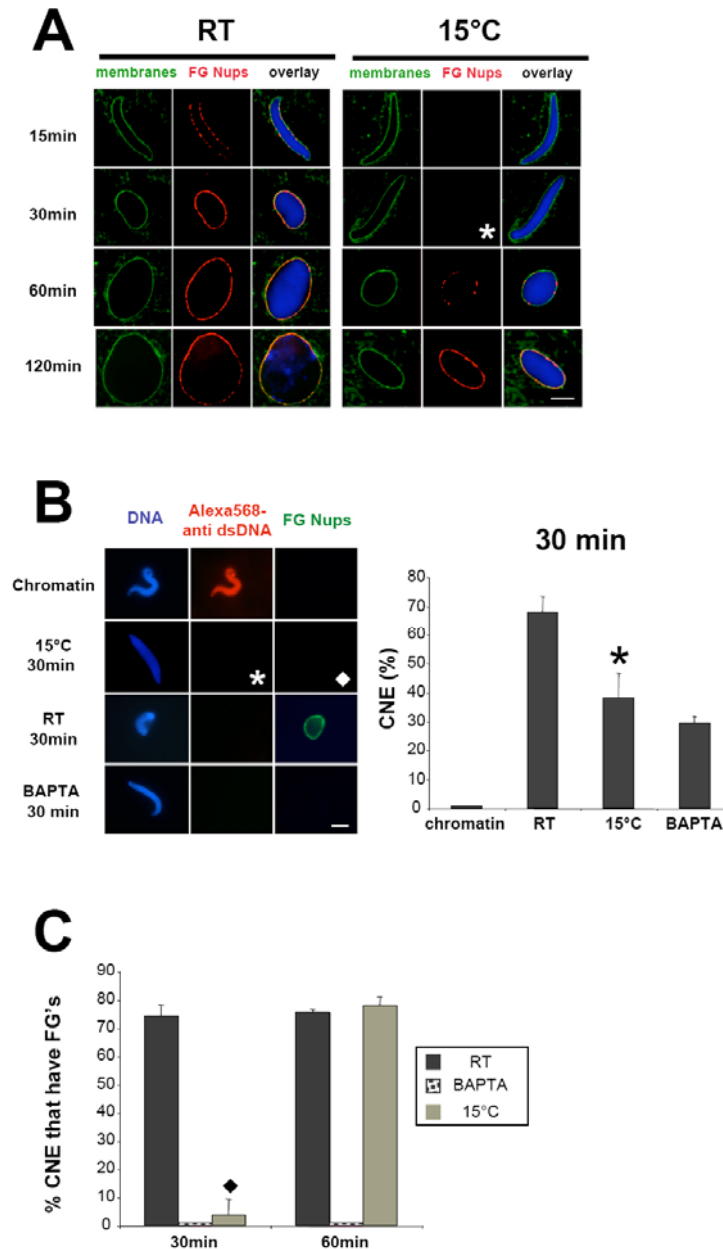 A
RT 15°C
membranes FG Nups overlay membranes FG Nups overlay
15min
30min
*
60min
120min
B
DNA Alexa568-anti dsDNA FG Nups
Chromatin
15°C
30min
* ◆
RT
30min
BAPTA
30 min
30 min
CNE (%)
80
70
60
50
40
30
20
10
0
*
chromatin RT 15°C BAPTA
C
% CNE that have FG's
90
80
70
60
50
40
30
20
10
0
◆
30min 60min
RT
BAPTA
15°C